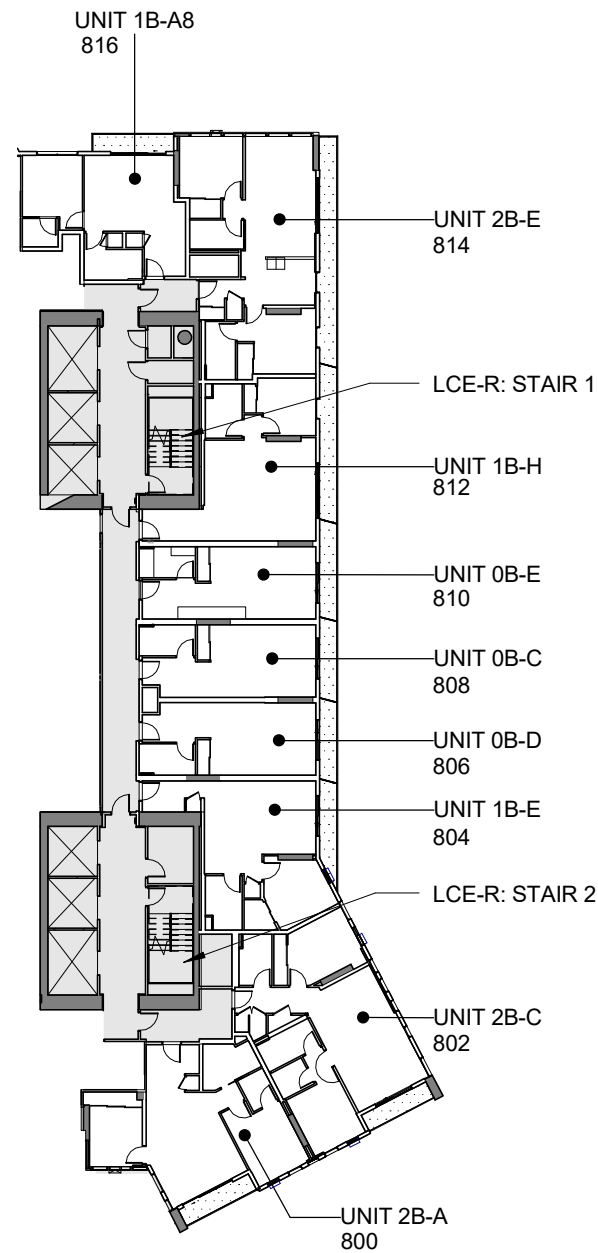 UNIT 1B-A8
816
UNIT 2B-E
814
LCE-R: STAIR 1
UNIT 1B-H
812
UNIT 0B-E
810
UNIT 0B-C
808
UNIT 0B-D
806
UNIT 1B-E
804
LCE-R: STAIR 2
UNIT 2B-C
802
UNIT 2B-A
800